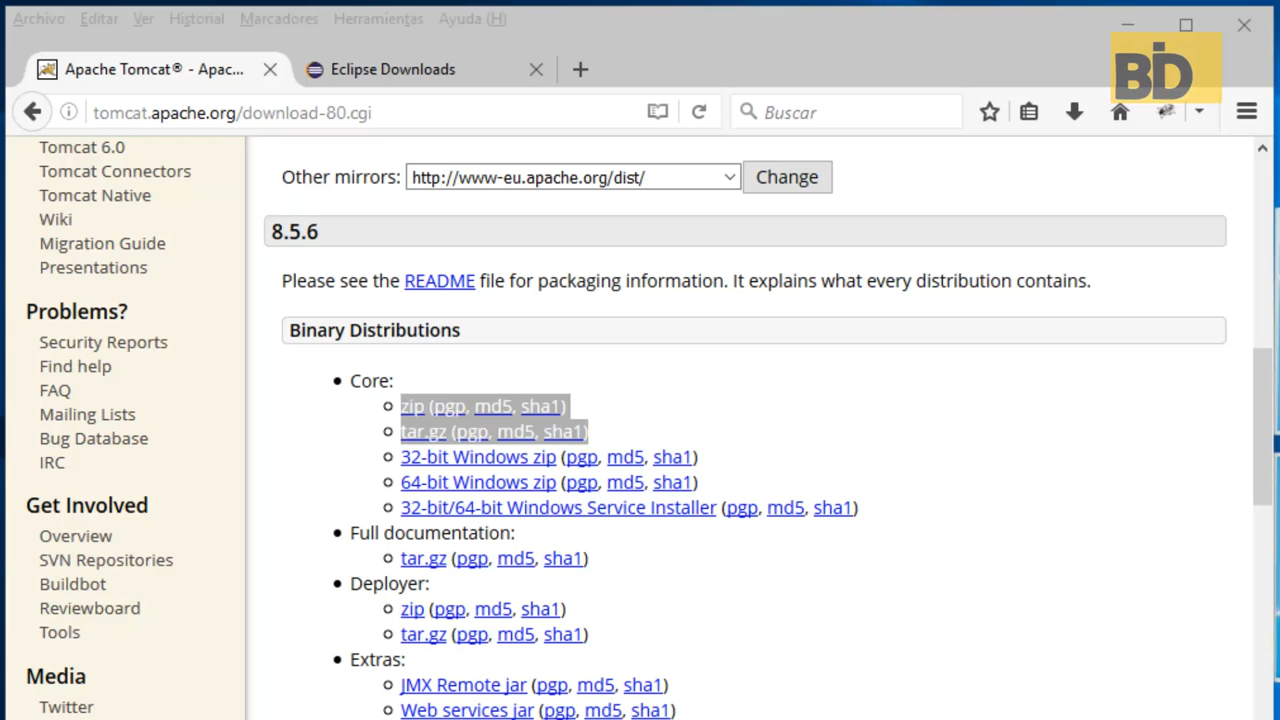 Archivo Editar Ver Historial Marcadores Herramientas Ayuda (H)
Apache Tomcat® - Apac... Eclipse Downloads
BID
tomcat.apache.org/download-80.cgi Buscar
Tomcat 6.0
Tomcat Connectors
Tomcat Native
Wiki
Migration Guide
Presentations
Problems?
Security Reports
Find help
FAQ
Mailing Lists
Bug Database
IRC
Get Involved
Overview
SVN Repositories
Buildbot
Reviewboard
Tools
Media
Twitter
Other mirrors: http://www-eu.apache.org/dist/ Change
8.5.6
Please see the README file for packaging information. It explains what every distribution contains.
Binary Distributions
Core:
zip (pgp, md5, sha1)
tar.gz (pgp, md5, sha1)
32-bit Windows zip (pgp, md5, sha1)
64-bit Windows zip (pgp, md5, sha1)
32-bit/64-bit Windows Service Installer (pgp, md5, sha1)
Full documentation:
tar.gz (pgp, md5, sha1)
Deployer:
zip (pgp, md5, sha1)
tar.gz (pgp, md5, sha1)
Extras:
JMX Remote jar (pgp, md5, sha1)
Web services jar (pgp, md5, sha1)